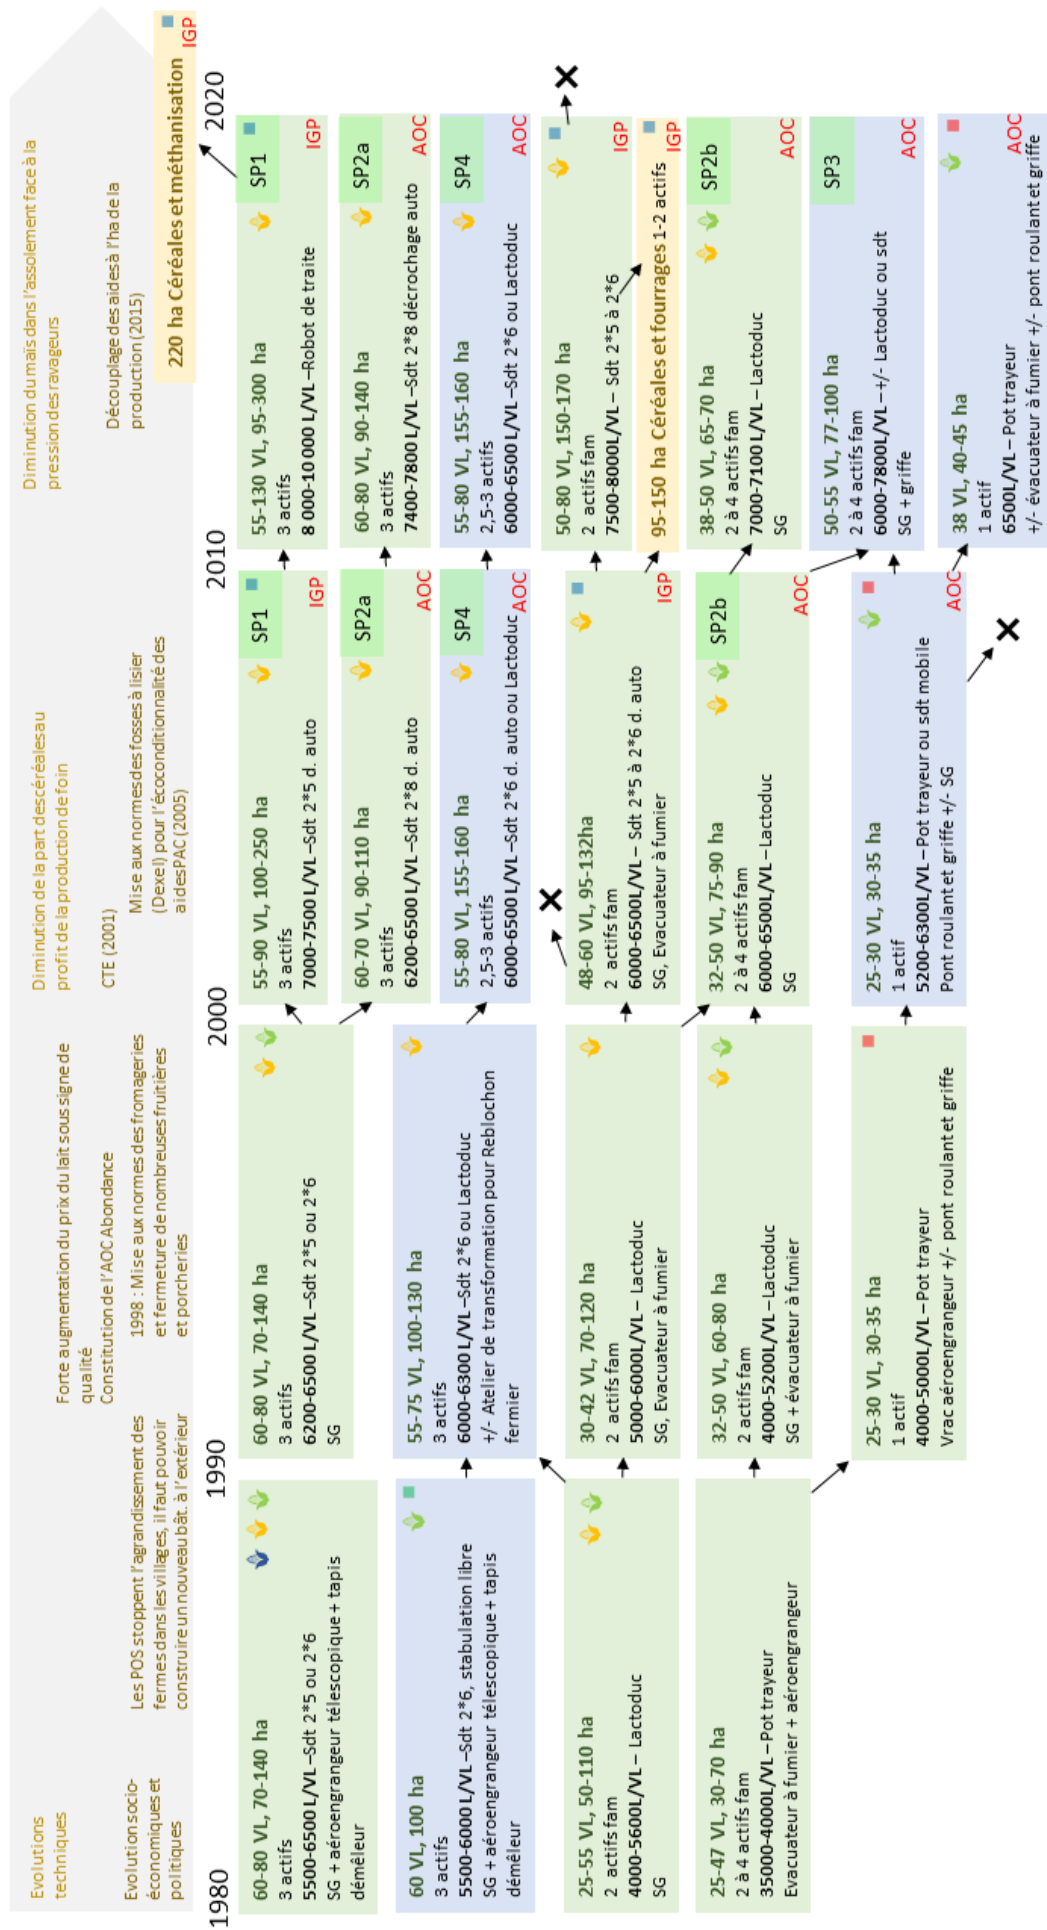 Evolutions
techniques
Diminution de la part des céréales au
profit de la production de foin
Diminution du maïs dans l'assolement face à la
pression des ravageurs
Evolution socio-
économiques et
politiques
Les POS stoppent l'agrandissement des
fermes dans les villages, il faut pouvoir
construire un nouveau bât. à l'extérieur
Forte augmentation du prix du lait sous signe de
qualité
Constitution de l'AOC Abondance
1998 : Mise aux normes des fromageries
et fermeture de nombreuses fruitières
et porcheries
CTE (2001)
Mise aux normes des fosses à lisier
(Dexel) pour l'écoconditionnalité des
aides PAC (2005)
Découplage des aides à l'ha de la
production (2015)
220 ha Céréales et méthanisation
IGP
1980
1990
2000
2010
2020
60-80 VL, 70-140 ha
3 actifs
5500-6500 L/VL –Sdt 2*5 ou 2*6
SG + aéroengrangeur télescopique + tapis
démêleur
60 VL, 100 ha
3 actifs
5500-6000 L/VL –Sdt 2*6, stabulation libre
SG + aéroengrangeur télescopique + tapis
démêleur
25-55 VL, 50-110 ha
2 actifs fam
4000-5600L/VL – Lactoduc
SG
25-47 VL, 30-70 ha
2 à 4 actifs fam
35000-4000L/VL –Pot trayeur
Evacuateur à fumier + aéroengrangeur
60-80 VL, 70-140 ha
3 actifs
6200-6500 L/VL –Sdt 2*5 ou 2*6
SG
55-75 VL, 100-130 ha
3 actifs
6000-6300 L/VL –Sdt 2*6 ou Lactoduc
+/- Atelier de transformation pour Reblochon
fermier
30-42 VL, 70-120 ha
2 actifs fam
5000-6000L/VL – Lactoduc
SG, Evacuateur à fumier
32-50 VL, 60-80 ha
2 actifs fam
4000-5200L/VL –Lactoduc
SG + évacuateur à fumier
25-30 VL, 30-35 ha
1 actif
4000-5000L/VL –Pot trayeur
Vrac aéroengrangeur +/- pont roulant et griffe
SP1
55-90 VL, 100-250 ha
3 actifs
7000-7500 L/VL –Sdt 2*5 d. auto
IGP
SP2a
60-70 VL, 90-110 ha
3 actifs
6200-6500 L/VL –Sdt 2*8 d. auto
AOC
SP4
55-80 VL, 155-160 ha
2,5-3 actifs
6000-6500 L/VL –Sdt 2*6 d. auto ou Lactoduc
AOC
48-60 VL, 95-132ha
2 actifs fam
6000-6500L/VL – Sdt 2*5 à 2*6 d. auto
SG, Evacuateur à fumier
IGP
SP2b
32-50 VL, 75-90 ha
2 à 4 actifs fam
6000-6500L/VL –Lactoduc
SG
AOC
25-30 VL, 30-35 ha
1 actif
5200-6300L/VL –Pot trayeur ou sdt mobile
Pont roulant et griffe +/- SG
AOC
SP1
55-130 VL, 95-300 ha
3 actifs
8 000-10 000 L/VL –Robot de traite
IGP
SP2a
60-80 VL, 90-140 ha
3 actifs
7400-7800 L/VL –Sdt 2*8 décrochage auto
AOC
SP4
55-80 VL, 155-160 ha
2,5-3 actifs
6000-6500 L/VL –Sdt 2*6 ou Lactoduc
AOC
50-80 VL, 150-170 ha
2 actifs fam
7500-8000L/VL – Sdt 2*5 à 2*6
IGP
95-150 ha Céréales et fourrages 1-2 actifs
IGP
SP2b
38-50 VL, 65-70 ha
2 à 4 actifs fam
7000-7100 L/VL –Lactoduc
SG
AOC
SP3
50-55 VL, 77-100 ha
2 à 4 actifs fam
6000-7800L/VL –+/- Lactoduc ou sdt
SG + griffe
AOC
38 VL, 40-45 ha
1 actif
6500L/VL –Pot trayeur
+/- évacuateur à fumier +/- pont roulant et griffe
AOC